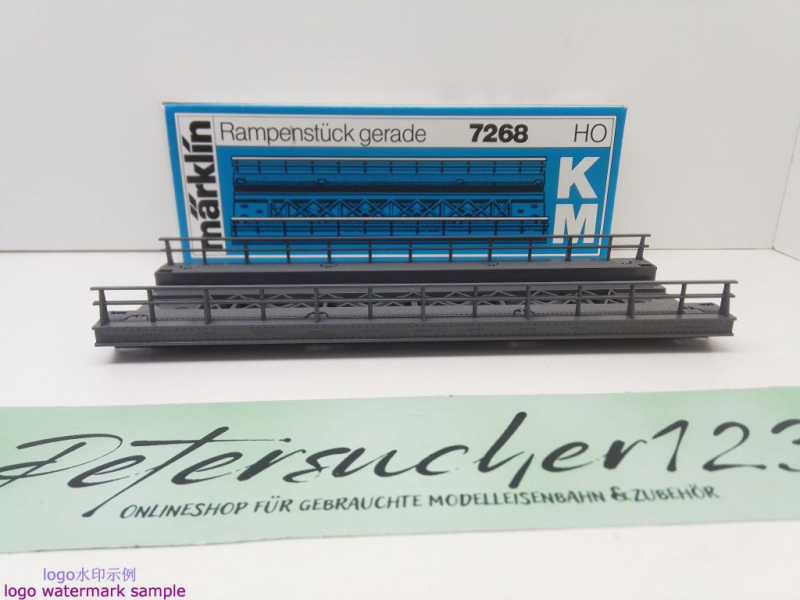 märklin
Rampenstück gerade 7268 HO
K
M
Petersucher123
ONLINESHOP FÜR GEBRAUCHTE MODELLEISENBAHN & ZUBEHÖR
logo水印示例
logo watermark sample